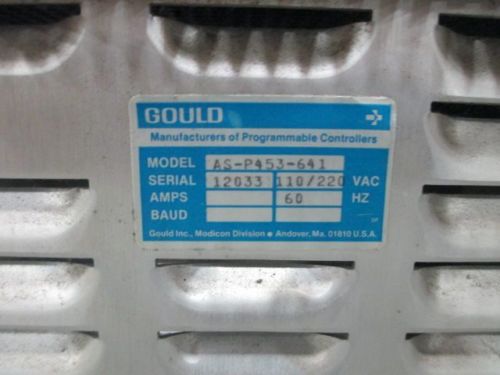 GOULD
Manufacturers of Programmable Controllers
MODEL AS-P453-641
SERIAL 12033 110/220 VAC
AMPS 60 HZ
BAUD
Gould Inc., Modicon Division ● Andover, Ma. 01810 U.S.A.